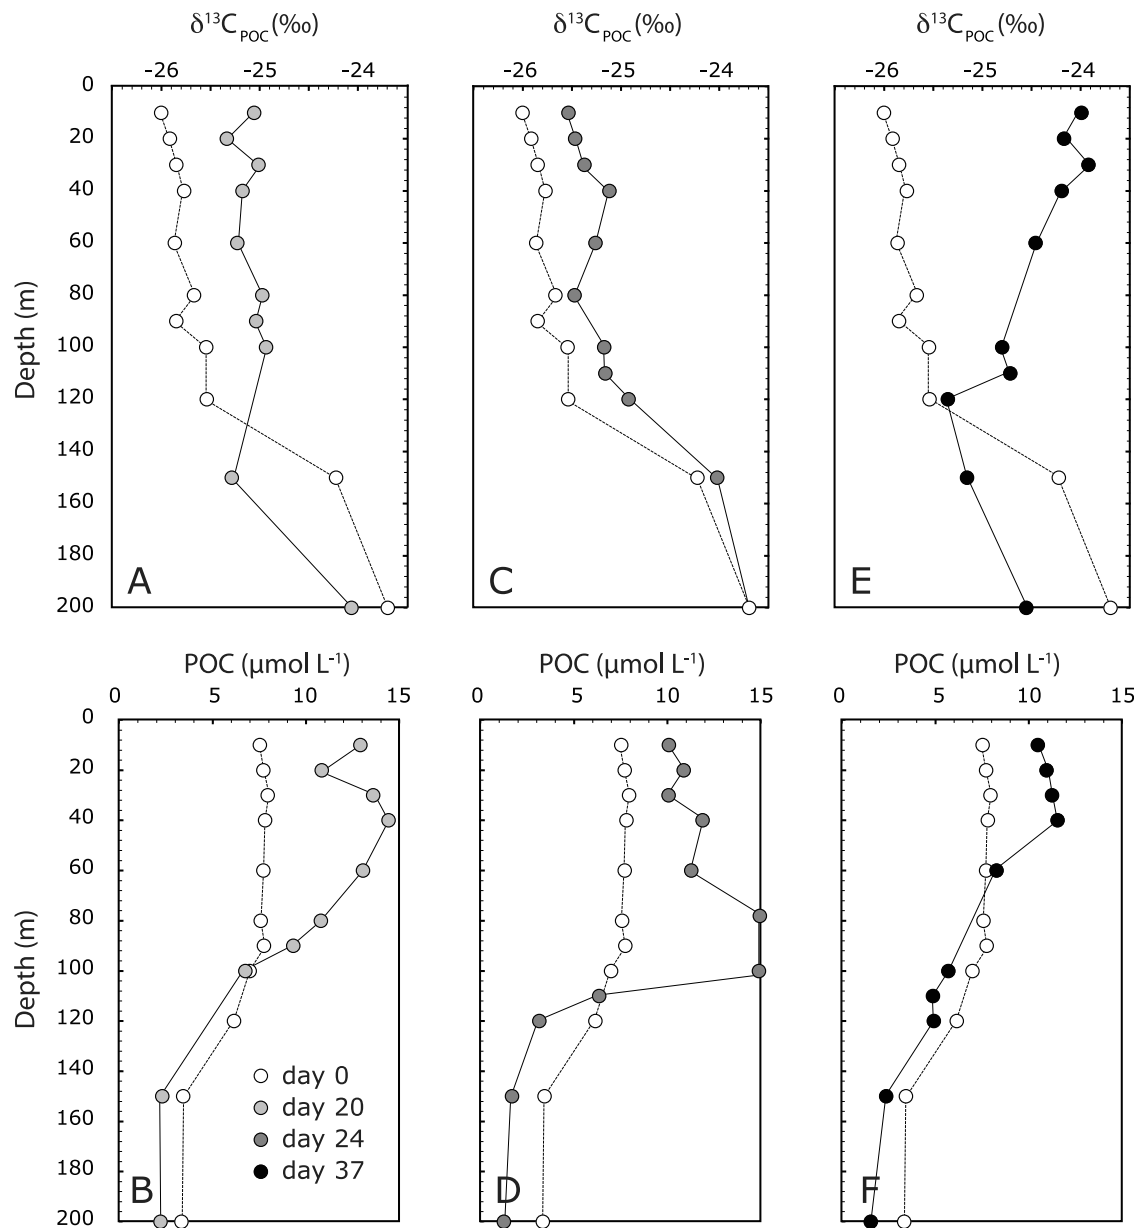 δ¹³C_POC (‰) δ¹³C_POC (‰) δ¹³C_POC (‰)
-26 -25 -24 -26 -25 -24 -26 -25 -24
0
20
40
60
80
100
120
140
160
180
200
Depth (m)
A C E
POC (µmol L⁻¹) POC (µmol L⁻¹) POC (µmol L⁻¹)
0 5 10 15 0 5 10 15 0 5 10 15
0
20
40
60
80
100
120
140
160
180
200
Depth (m)
day 0
day 20
day 24
day 37
B D F